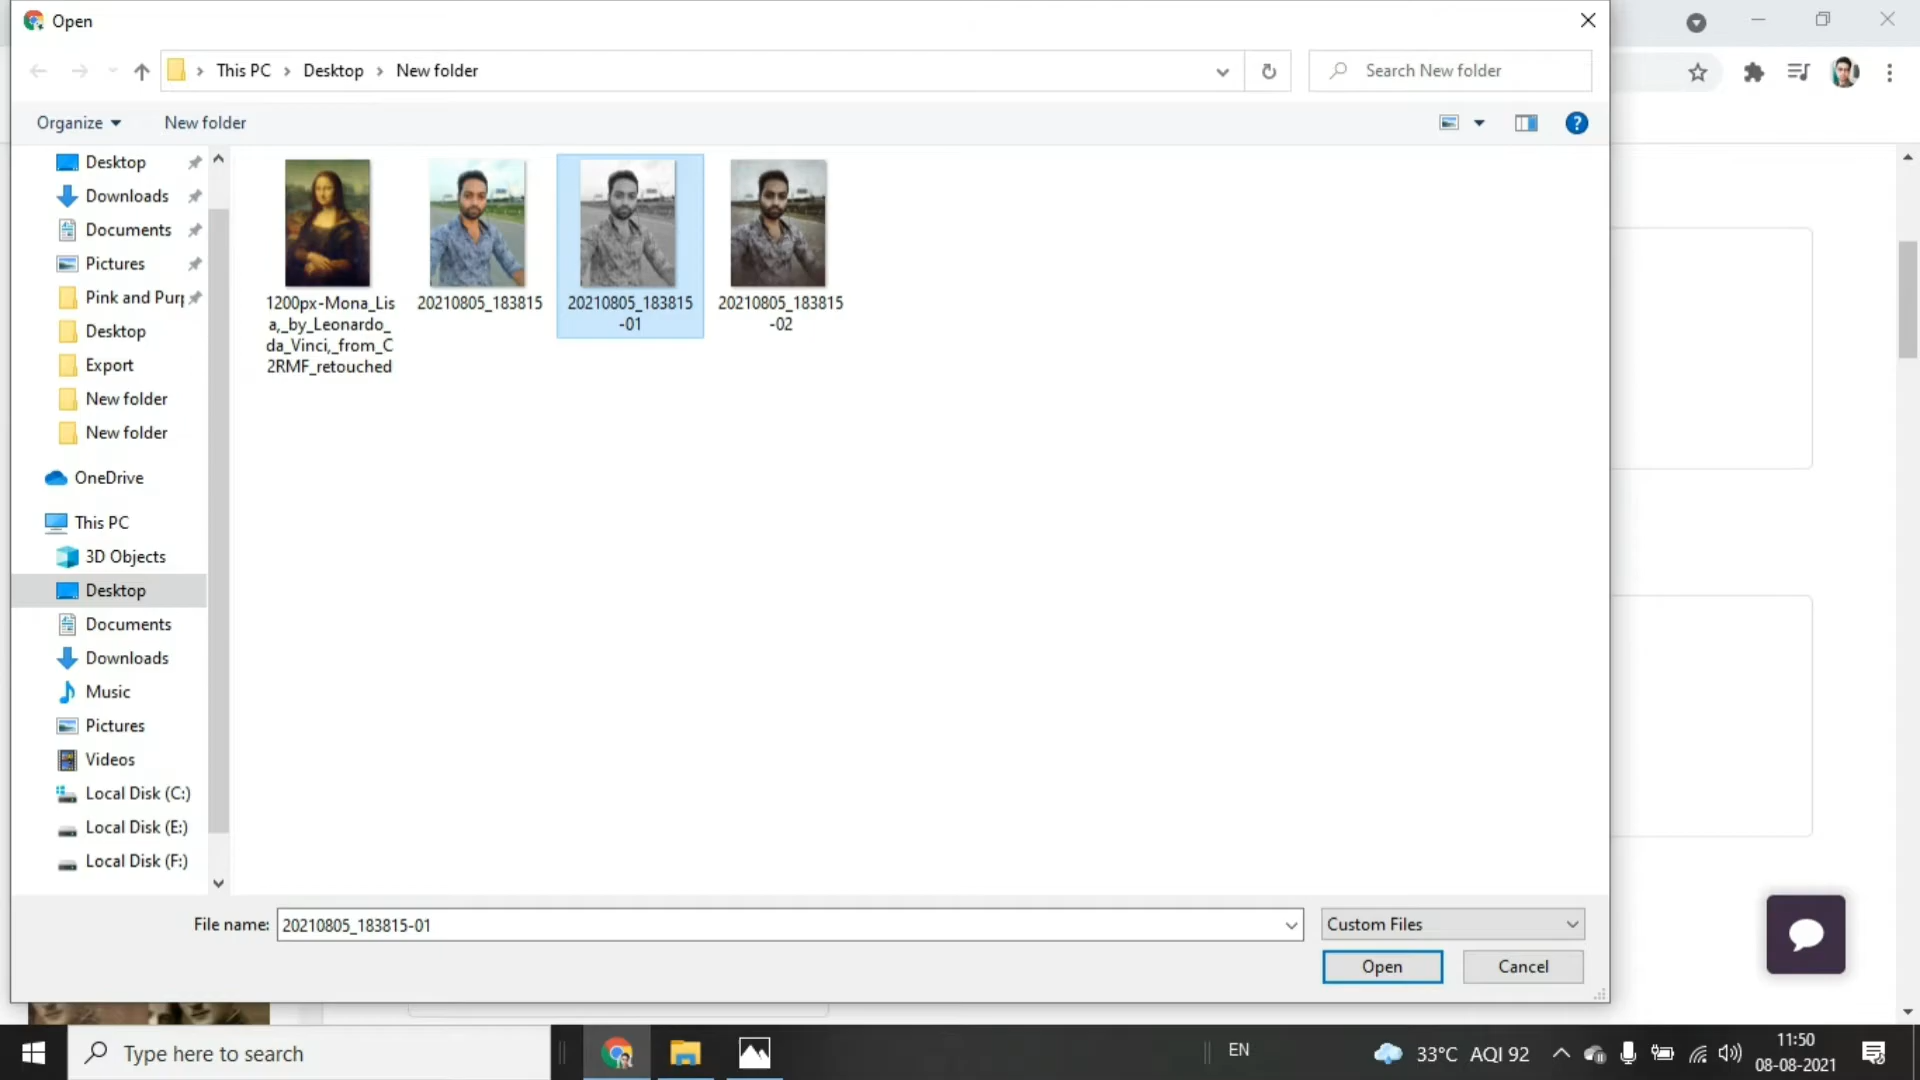 Open
This PC > Desktop > New folder
Search New folder
Organize
New folder
Desktop
Downloads
Documents
Pictures
Pink and Purp
Desktop
Export
New folder
New folder
OneDrive
This PC
3D Objects
Desktop
Documents
Downloads
Music
Pictures
Videos
Local Disk (C:)
Local Disk (E:)
Local Disk (F:)
1200px-Mona_Lis
a,_by_Leonardo_
da_Vinci,_from_C
2RMF_retouched
20210805_183815
20210805_183815
-01
20210805_183815
-02
File name: 20210805_183815-01
Custom Files
Open
Cancel
Type here to search
EN
33°C AQI 92
11:50
08-08-2021